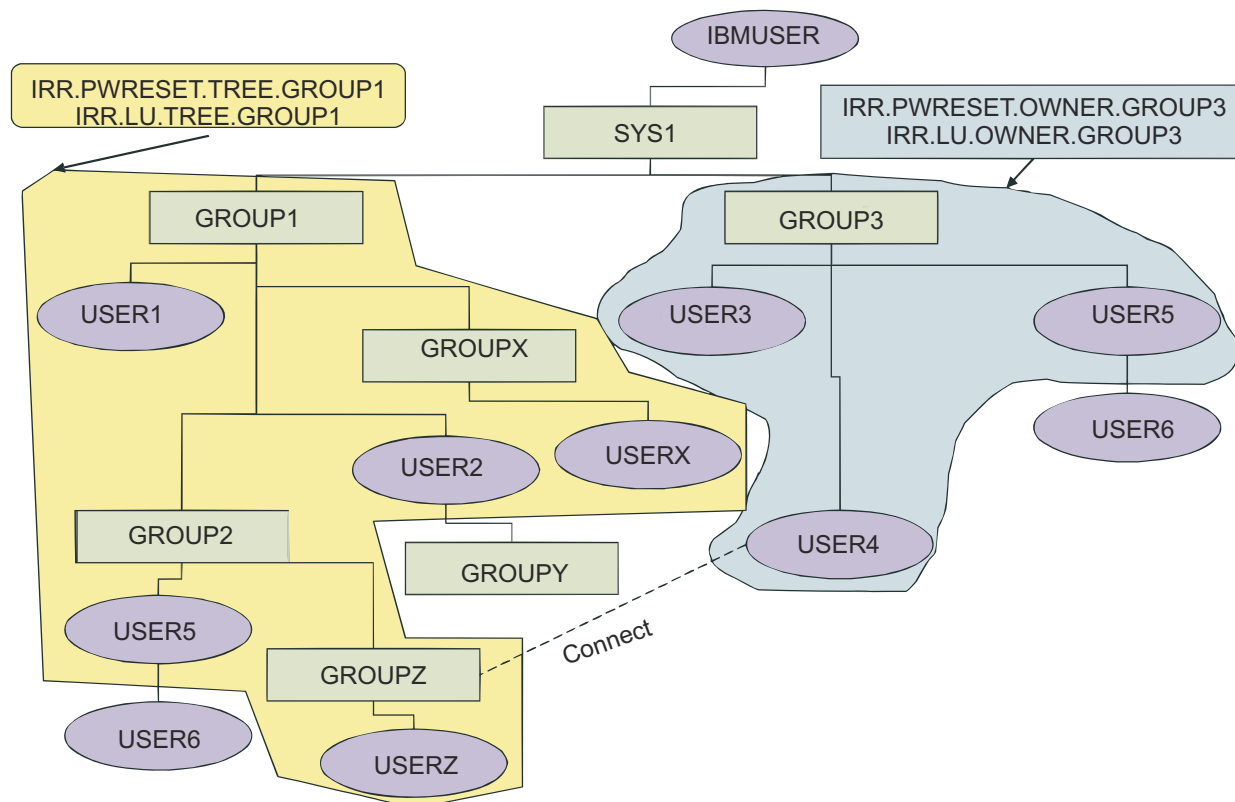 IBMUSER
IRR.PWRESET.TREE.GROUP1
IRR.LU.TREE.GROUP1
SYS1
IRR.PWRESET.OWNER.GROUP3
IRR.LU.OWNER.GROUP3
GROUP1
GROUP3
USER1
USER3
USER5
GROUPX
USER2
USERX
USER6
GROUP2
USER4
GROUPY
USER5
Connect
GROUPZ
USER6
USERZ